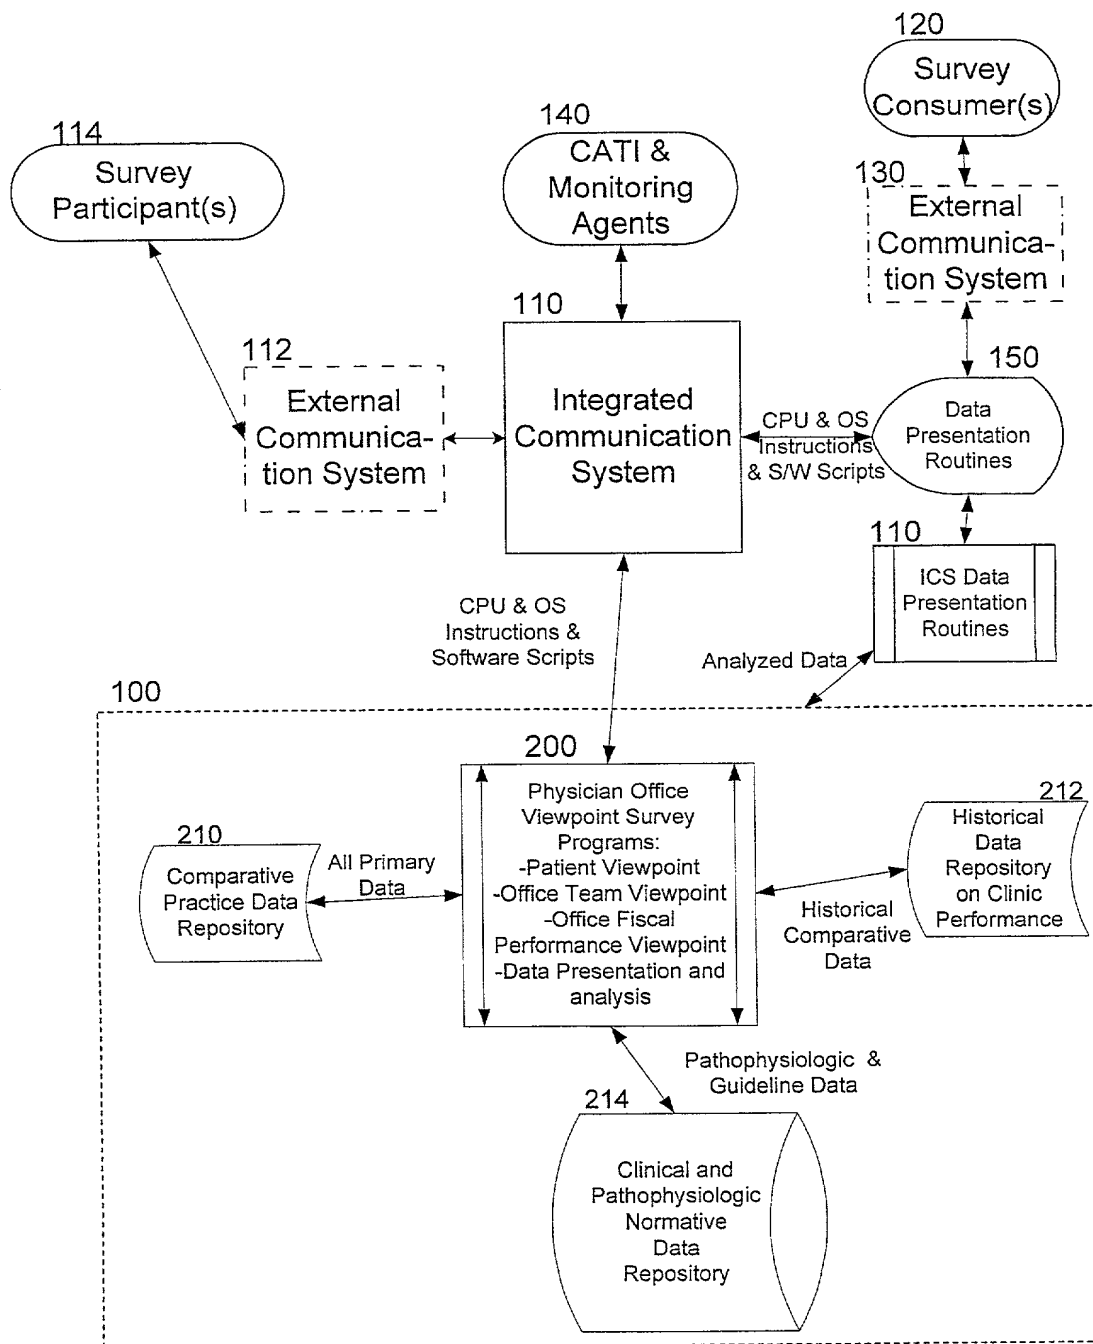 120
Survey
Consumer(s)
114
Survey
Participant(s)
140
CATI &
Monitoring
Agents
130
External
Communica-
tion System
112
External
Communica-
tion System
110
Integrated
Communication
System
CPU & OS
Instructions
& S/W Scripts
150
Data
Presentation
Routines
110
ICS Data
Presentation
Routines
CPU & OS
Instructions &
Software Scripts
Analyzed Data
100
200
Physician Office
Viewpoint Survey
Programs:
-Patient Viewpoint
-Office Team Viewpoint
-Office Fiscal
Performance Viewpoint
-Data Presentation and
analysis
210
Comparative
Practice Data
Repository
All Primary
Data
212
Historical
Data
Repository
on Clinic
Performance
Historical
Comparative
Data
Pathophysiologic &
Guideline Data
214
Clinical and
Pathophysiologic
Normative
Data
Repository